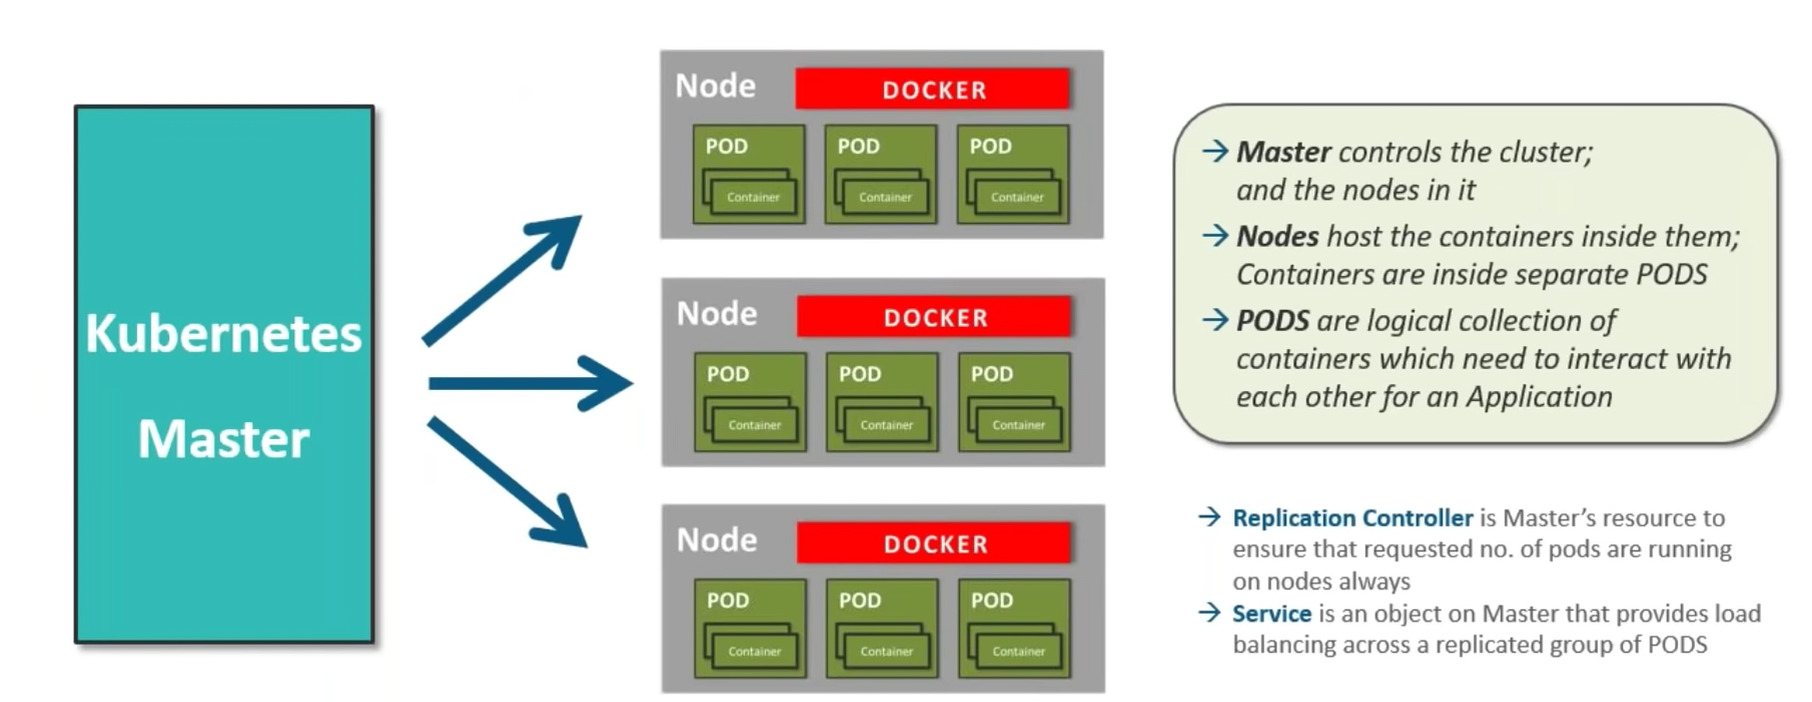 Kubernetes
Master
Node
DOCKER
POD
Container
POD
Container
POD
Container
Node
DOCKER
POD
Container
POD
Container
POD
Container
Node
DOCKER
POD
Container
POD
Container
POD
Container
→ Master controls the cluster;
and the nodes in it
→ Nodes host the containers inside them;
Containers are inside separate PODS
→ PODS are logical collection of
containers which need to interact with
each other for an Application
→ Replication Controller is Master's resource to
ensure that requested no. of pods are running
on nodes always
→ Service is an object on Master that provides load
balancing across a replicated group of PODS